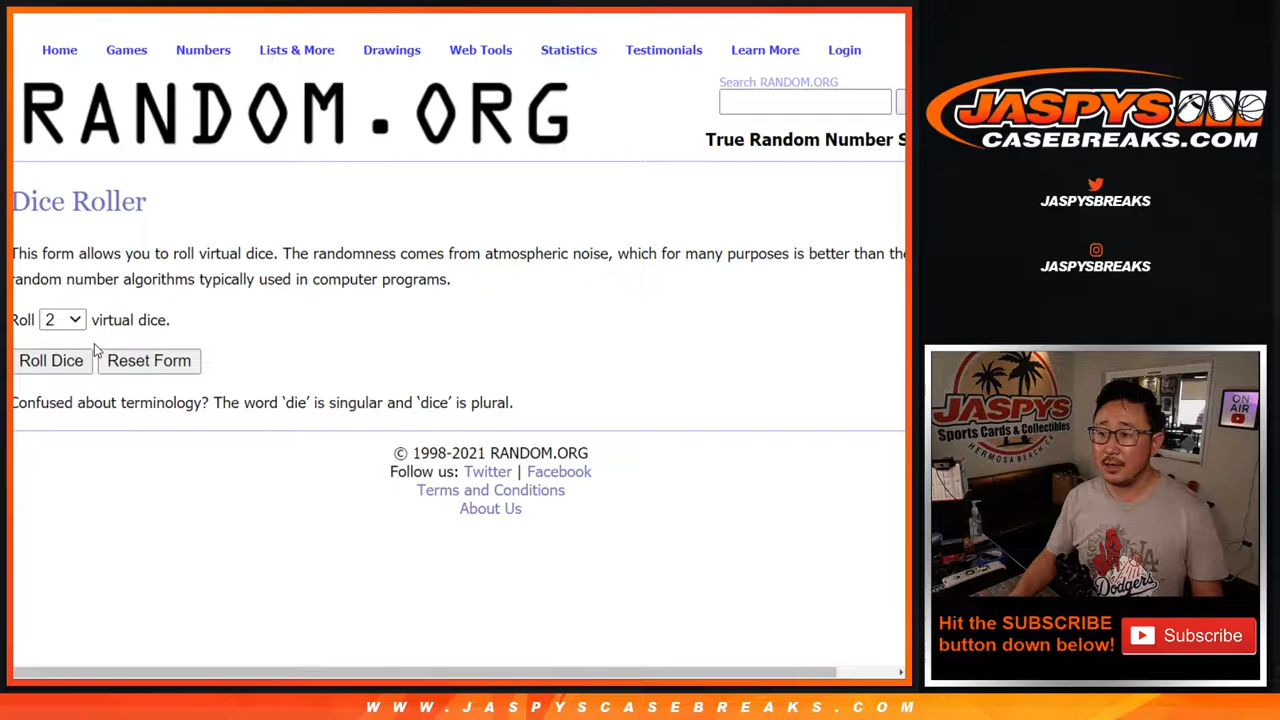 Home Games Numbers Lists & More Drawings Web Tools Statistics Testimonials Learn More Login
RANDOM.ORG
Search RANDOM.ORG
True Random Number S
Dice Roller
This form allows you to roll virtual dice. The randomness comes from atmospheric noise, which for many purposes is better than the
random number algorithms typically used in computer programs.
Roll 2 virtual dice.
Roll Dice Reset Form
Confused about terminology? The word ‘die’ is singular and ‘dice’ is plural.
© 1998-2021 RANDOM.ORG
Follow us: Twitter | Facebook
Terms and Conditions
About Us
JASPYS
CASEBREAKS.COM
JASPYSBREAKS
JASPYSBREAKS
JASPYS
Sports Cards & Collectibles
HERMOSA BEACH, CA
ON AIR
Dodgers
Hit the SUBSCRIBE
button down below!
Subscribe
WWW.JASPYSCASEBREAKS.COM